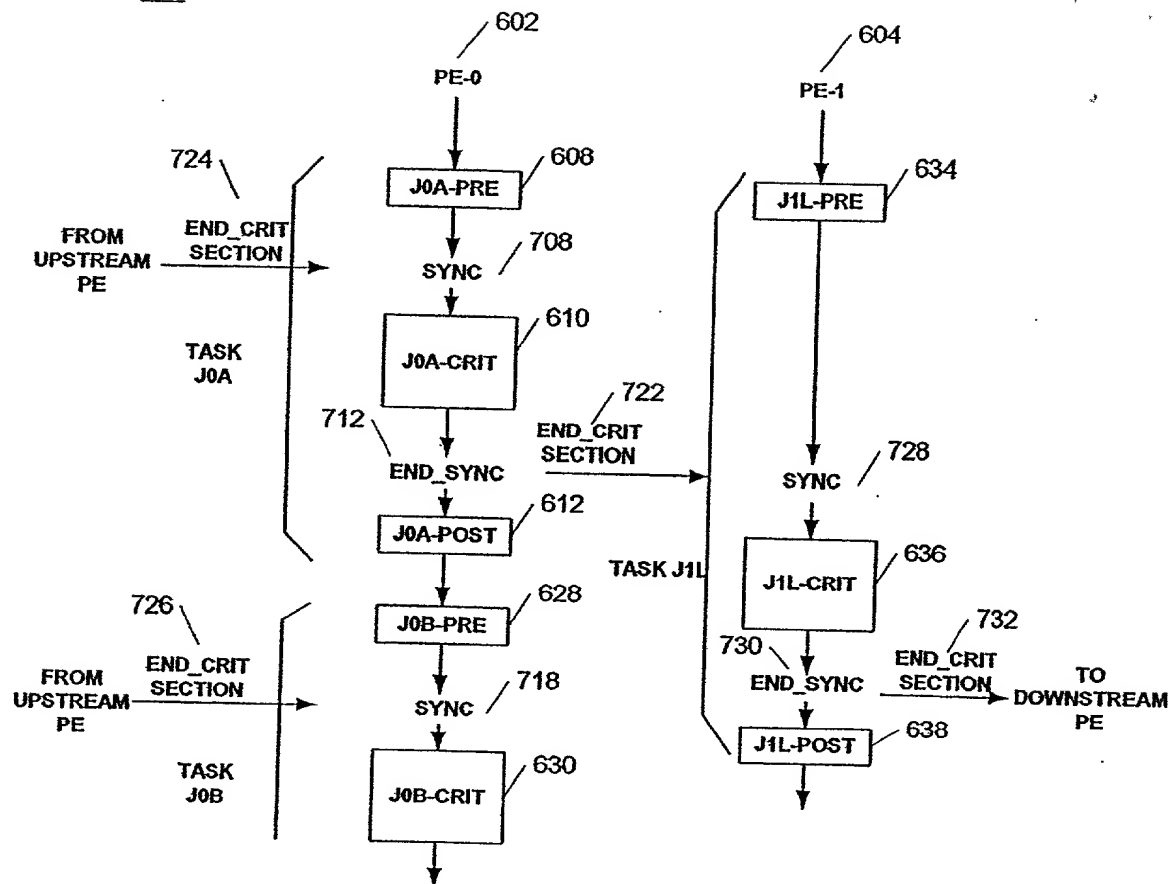 602
PE-0
604
PE-1
724
END_CRIT
SECTION
FROM
UPSTREAM
PE
J0A-PRE
608
J1L-PRE
634
SYNC
708
TASK
J0A
J0A-CRIT
610
712
END_SYNC
722
END_CRIT
SECTION
SYNC
728
J0A-POST
612
TASK J1L
J1L-CRIT
636
726
END_CRIT
SECTION
FROM
UPSTREAM
PE
J0B-PRE
628
SYNC
718
730
END_SYNC
732
END_CRIT
SECTION
TO
DOWNSTREAM
PE
J1L-POST
638
TASK
J0B
J0B-CRIT
630